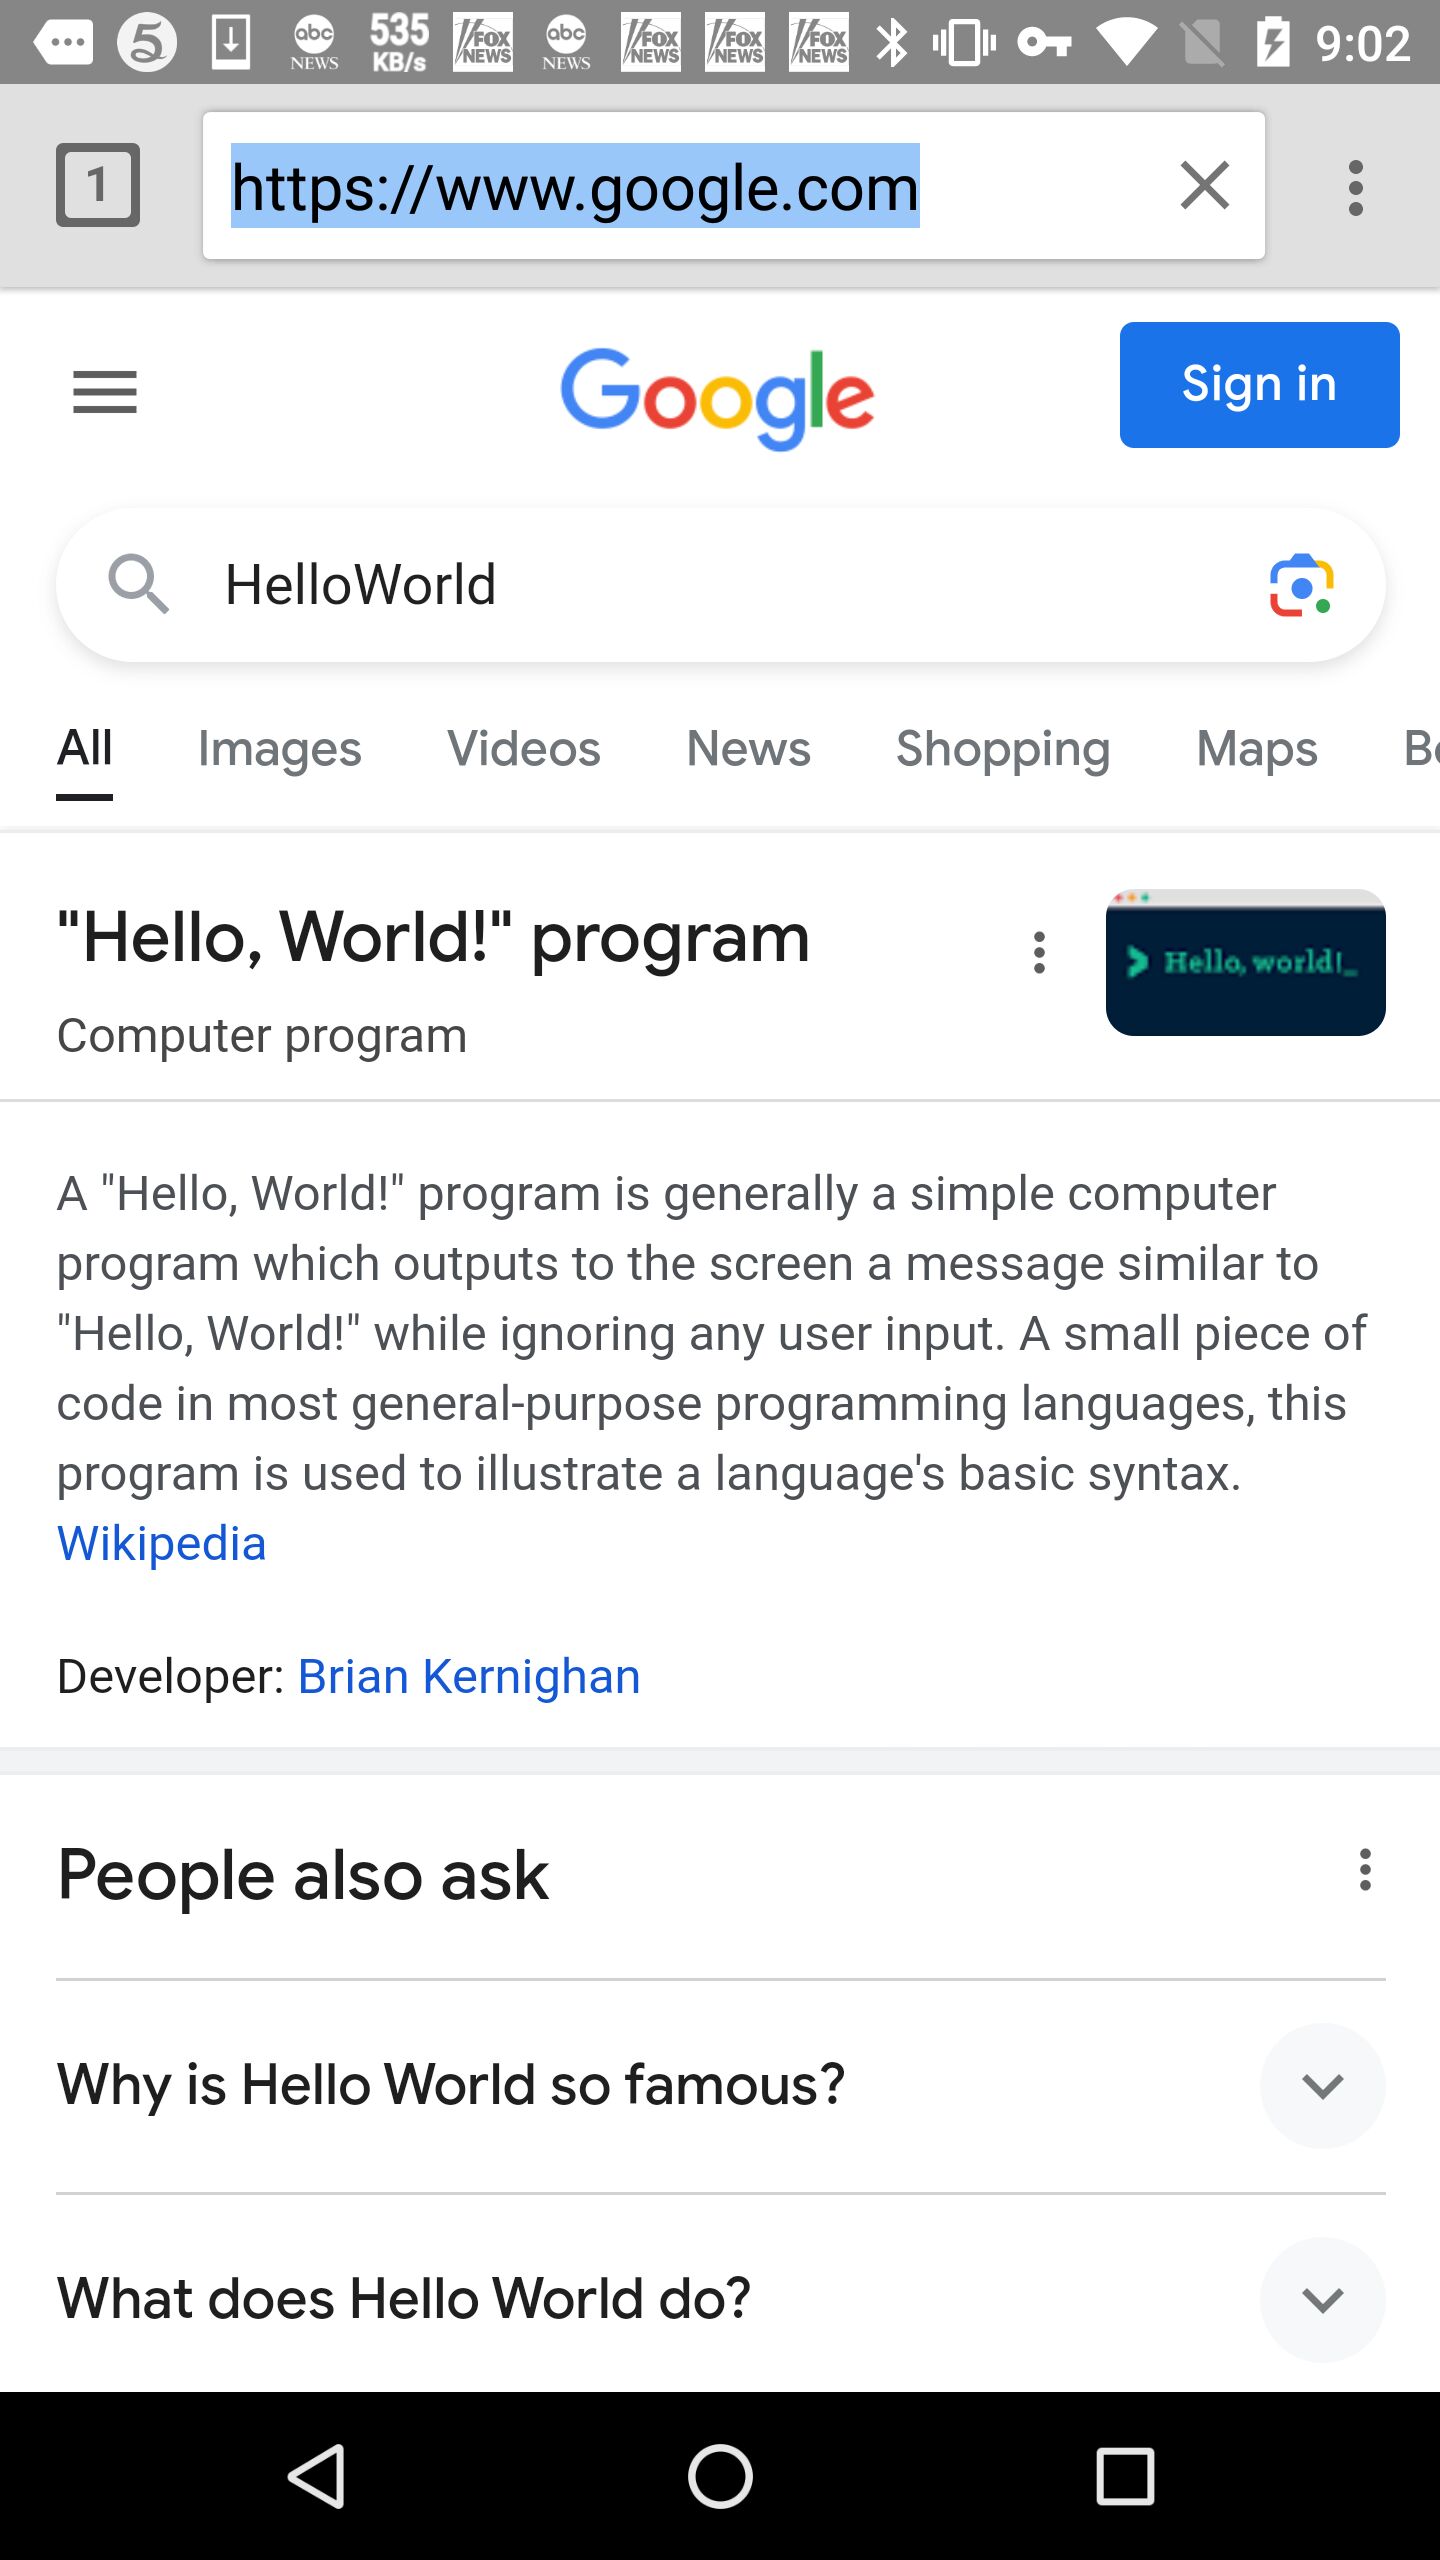 5 abc NEWS 535 KB/s FOX NEWS abc NEWS FOX NEWS FOX NEWS FOX NEWS 9:02
1 https://www.google.com
Google Sign in
HelloWorld
All Images Videos News Shopping Maps Bo
"Hello, World!" program
Hello, world!_
Computer program
A "Hello, World!" program is generally a simple computer
program which outputs to the screen a message similar to
"Hello, World!" while ignoring any user input. A small piece of
code in most general-purpose programming languages, this
program is used to illustrate a language's basic syntax.
Wikipedia
Developer: Brian Kernighan
People also ask
Why is Hello World so famous?
What does Hello World do?